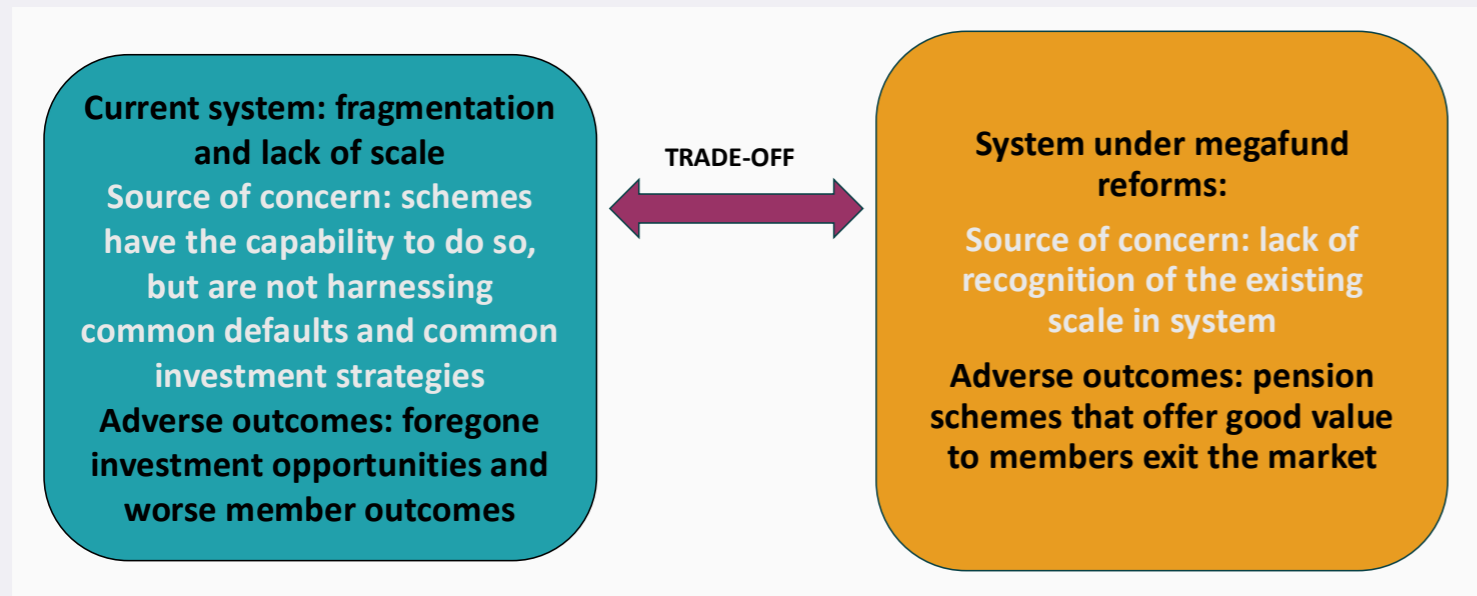 Current system: fragmentation
and lack of scale
Source of concern: schemes
have the capability to do so,
but are not harnessing
common defaults and common
investment strategies
Adverse outcomes: foregone
investment opportunities and
worse member outcomes
TRADE-OFF
System under megafund
reforms:
Source of concern: lack of
recognition of the existing
scale in system
Adverse outcomes: pension
schemes that offer good value
to members exit the market